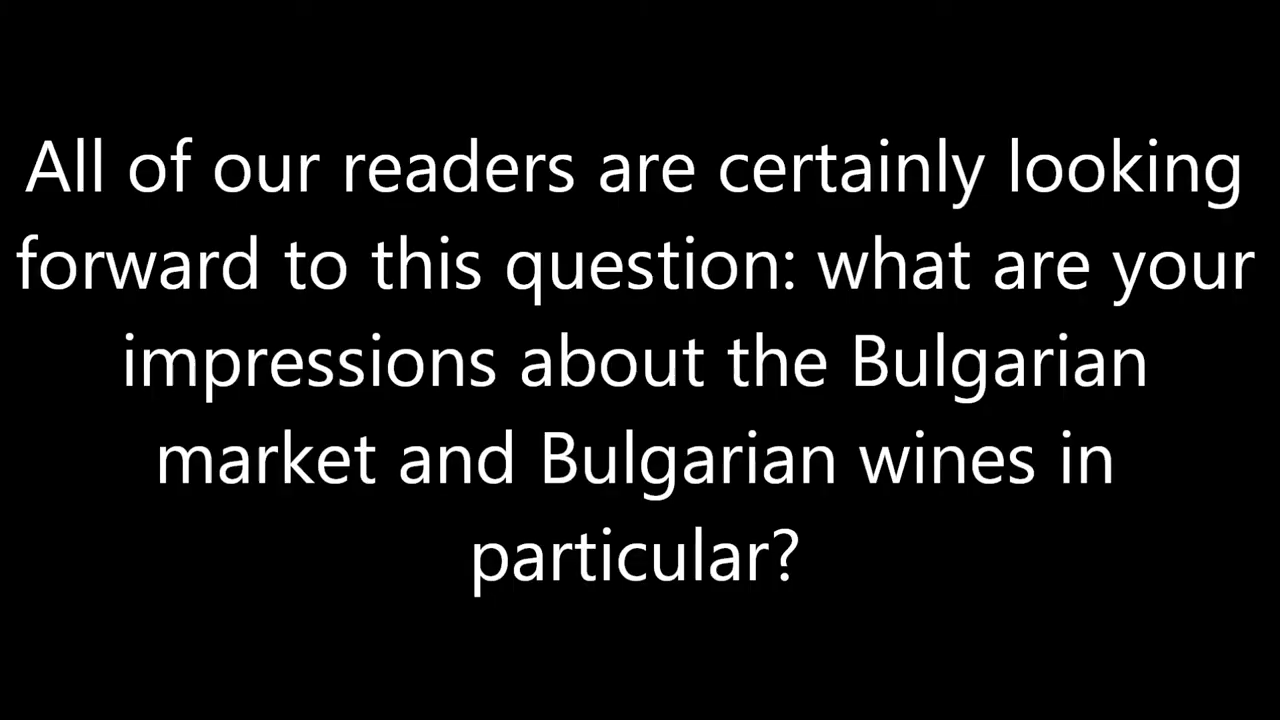 All of our readers are certainly looking
forward to this question: what are your
impressions about the Bulgarian
market and Bulgarian wines in
particular?